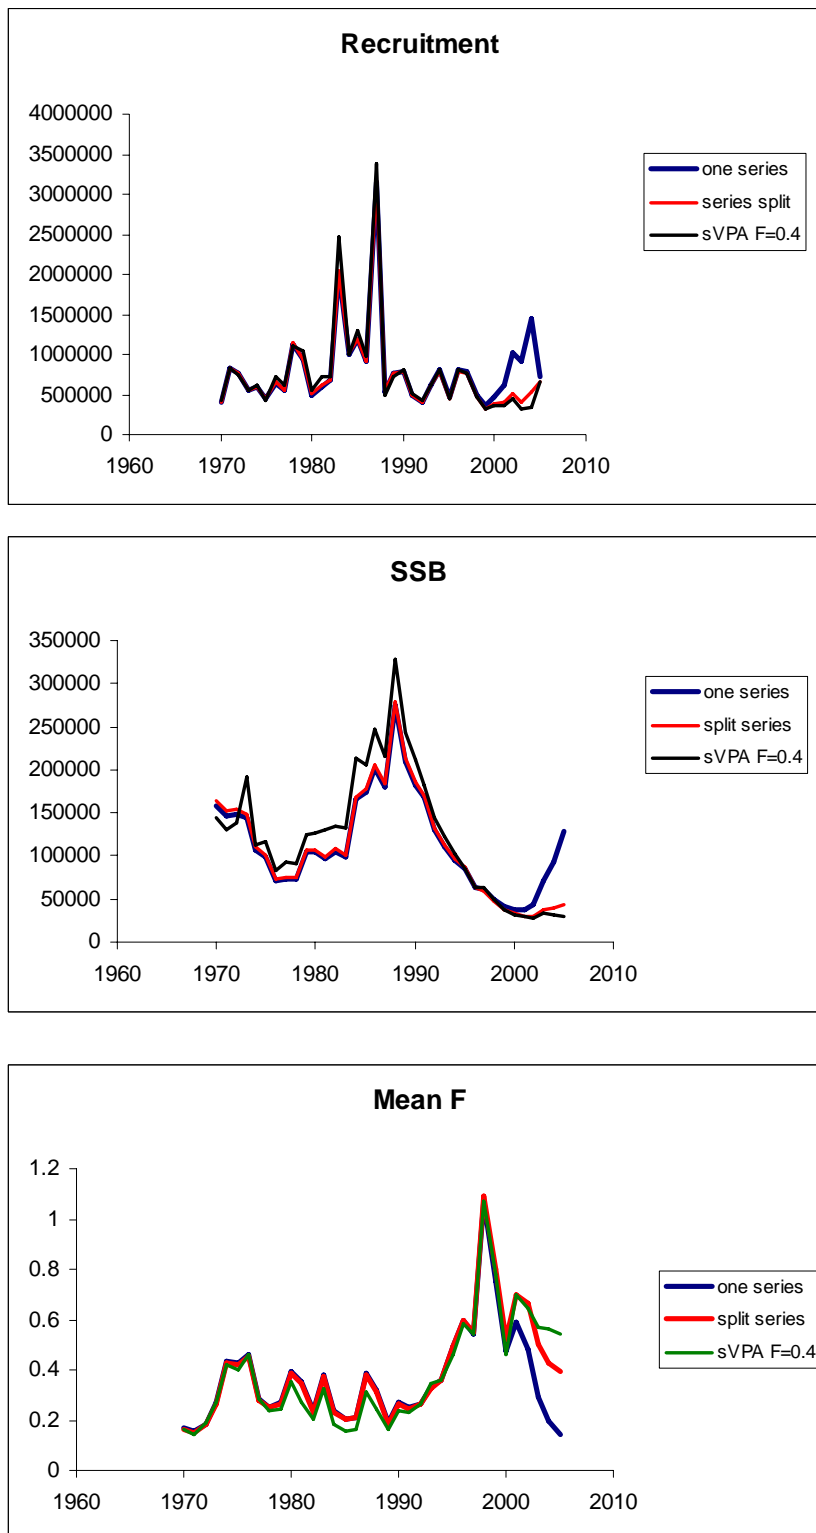 Recruitment
4000000
3500000
3000000
2500000
2000000
1500000
1000000
500000
0
1960 1970 1980 1990 2000 2010
one series
series split
sVPA F=0.4
SSB
350000
300000
250000
200000
150000
100000
50000
0
1960 1970 1980 1990 2000 2010
one series
split series
sVPA F=0.4
Mean F
1.2
1
0.8
0.6
0.4
0.2
0
1960 1970 1980 1990 2000 2010
one series
split series
sVPA F=0.4